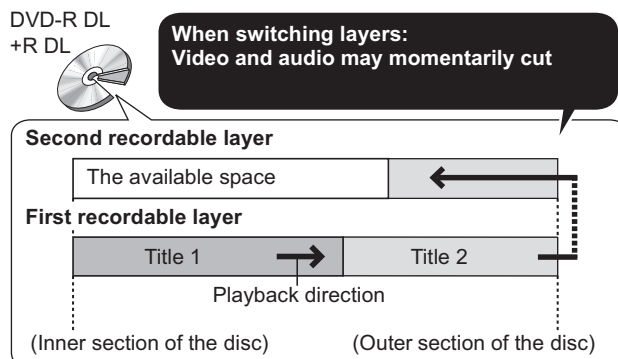 DVD-R DL
+R DL
When switching layers:
Video and audio may momentarily cut
Second recordable layer
The available space
First recordable layer
Title 1
Title 2
Playback direction
(Inner section of the disc)
(Outer section of the disc)